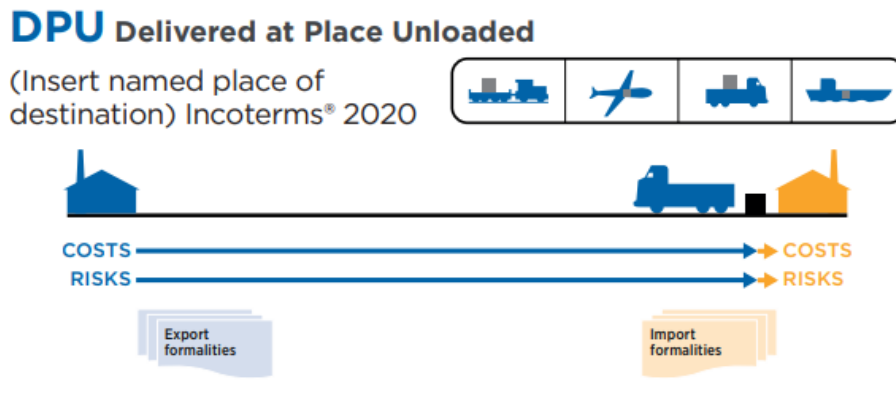 DPU Delivered at Place Unloaded
(Insert named place of
destination) Incoterms® 2020
COSTS COSTS
RISKS RISKS
Export
formalities
Import
formalities